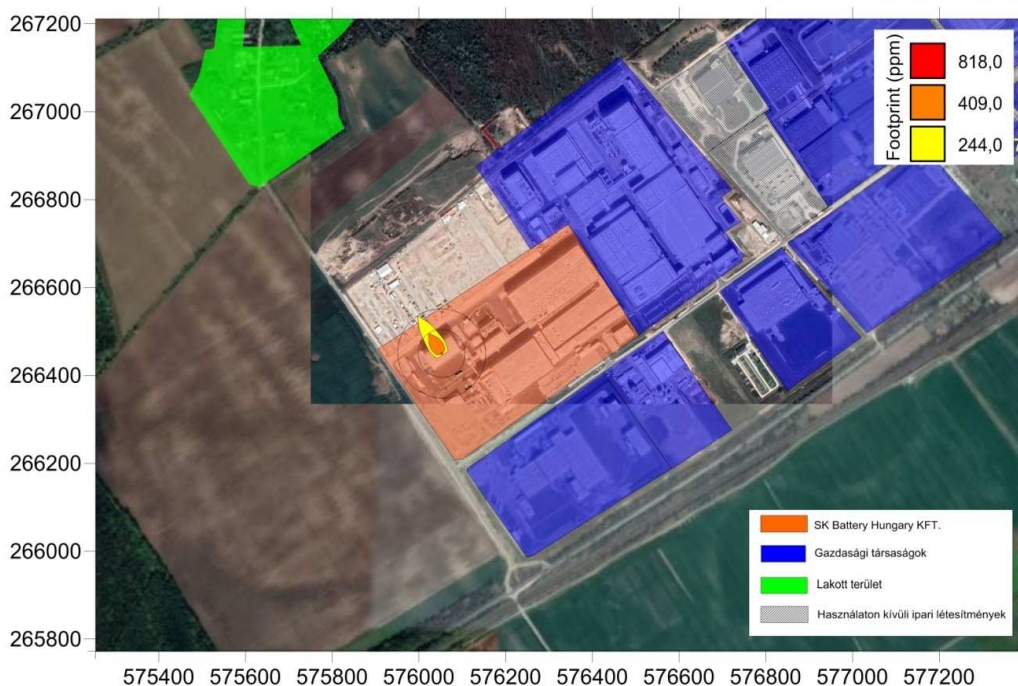 267200
267000
266800
266600
266400
266200
266000
265800
575400 575600 575800 576000 576200 576400 576600 576800 577000 577200
Footprint (ppm)
818,0
409,0
244,0
SK Battery Hungary KFT.
Gazdasági társaságok
Lakott terület
Használaton kívüli ipari létesítmények